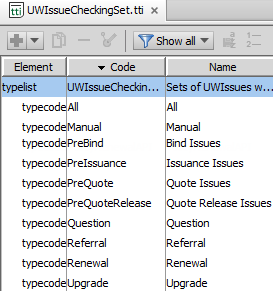 tti UWIssueCheckingSet.tti
Show all
Element Code Name
typelist UWIssueCheckin... Sets of UWIssues w...
typecode All All
typecode Manual Manual
typecode PreBind Bind Issues
typecode PreIssuance Issuance Issues
typecode PreQuote Quote Issues
typecode PreQuoteRelease Quote Release Issues
typecode Question Question
typecode Referral Referral
typecode Renewal Renewal
typecode Upgrade Upgrade